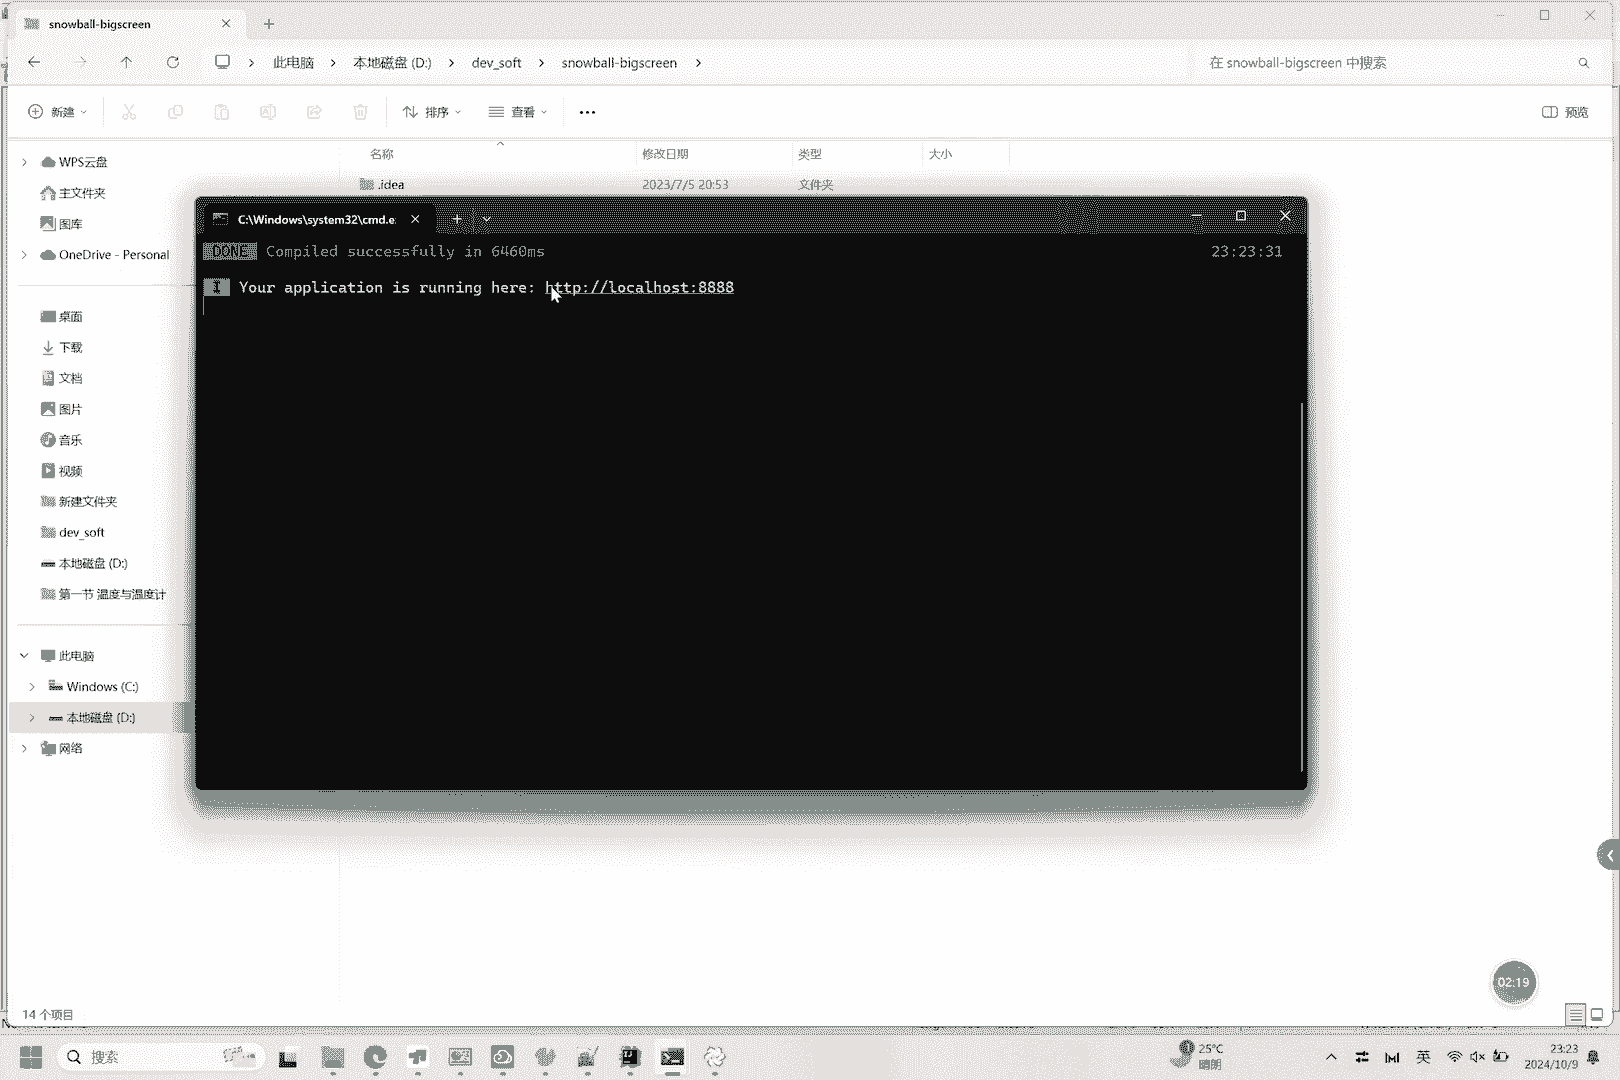 snowball-bigscreen
此电脑 本地磁盘 (D:) dev_soft snowball-bigscreen
在 snowball-bigscreen 中搜索
新建
排序
查看
预览
名称 修改日期 类型 大小
.idea 2023/7/5 20:53 文件夹
WPS云盘
主文件夹
图库
OneDrive - Personal
桌面
下载
文档
图片
音乐
视频
新建文件夹
dev_soft
本地磁盘 (D:)
第一节 温度与温度计
此电脑
Windows (C:)
本地磁盘 (D:)
网络
C:\Windows\system32\cmd.e
DONE Compiled successfully in 6460ms 23:23:31
I Your application is running here: http://localhost:8888
02:19
14 个项目
搜索
25°C
晴朗
英
23:23
2024/10/9